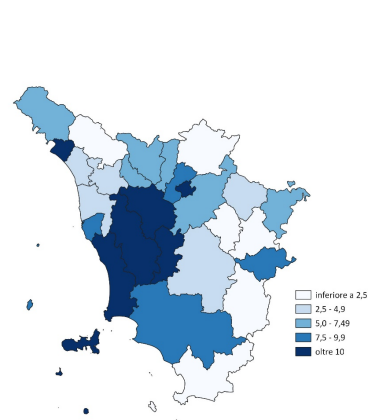 inferiore a 2,5
2,5 - 4,9
5,0 - 7,49
7,5 - 9,9
oltre 10